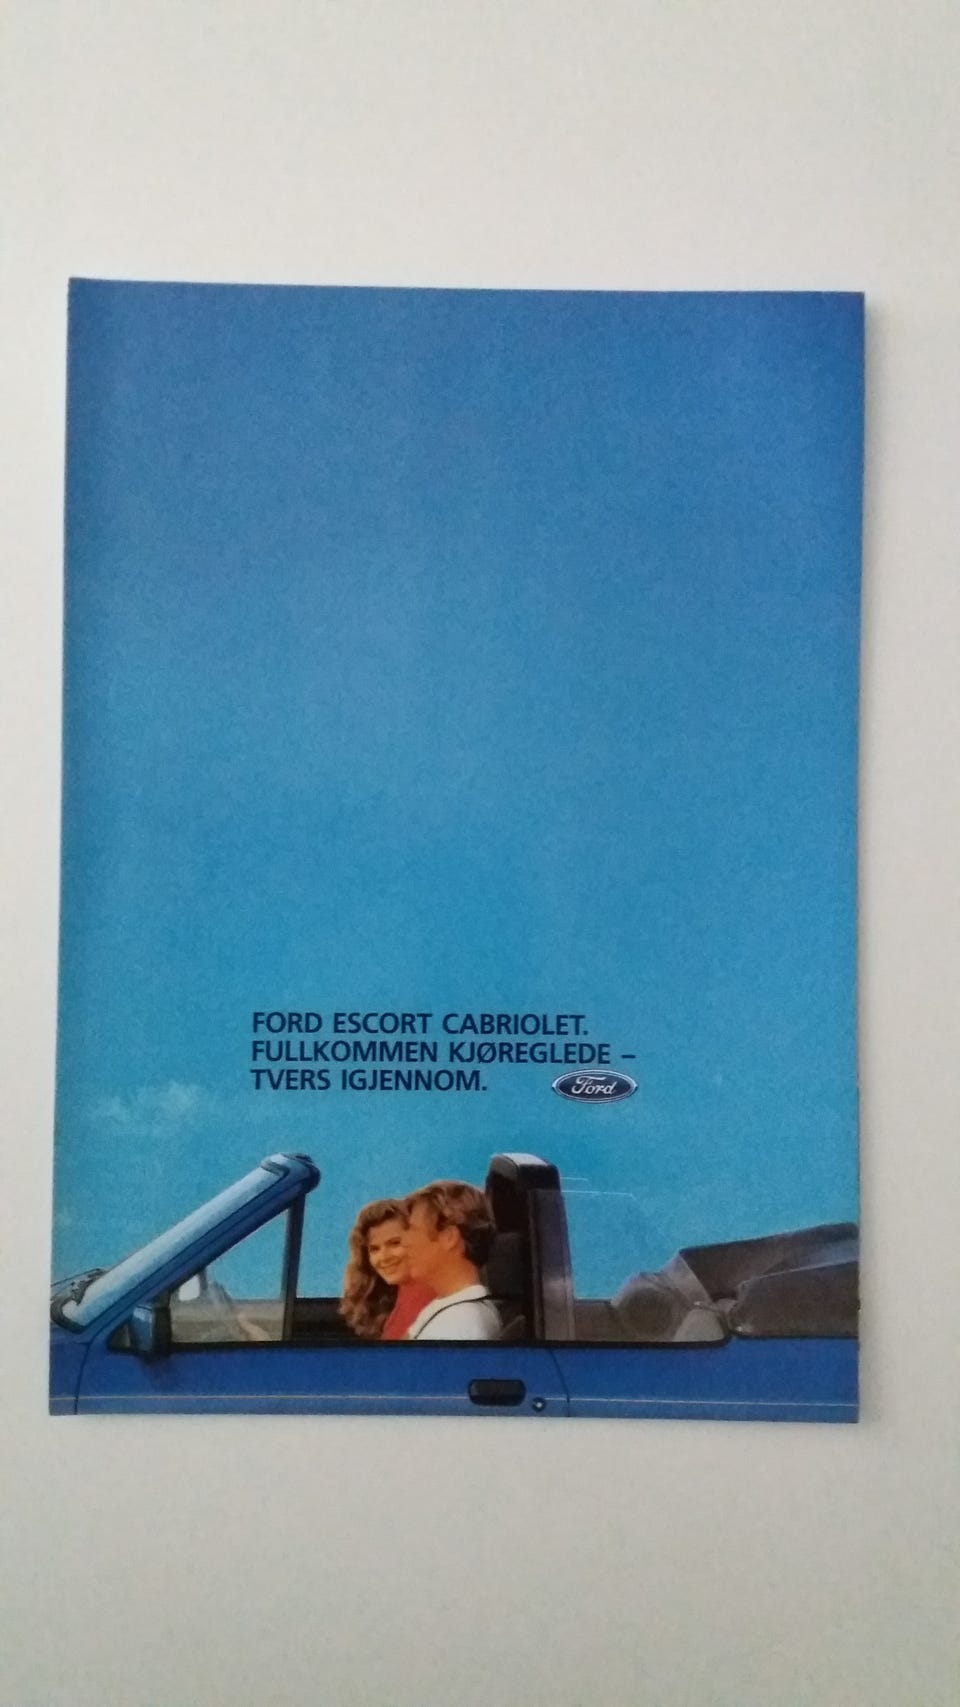 FORD ESCORT CABRIOLET.
FULLKOMMEN KJØREGLEDE –
TVERS IGJENNOM.
Ford